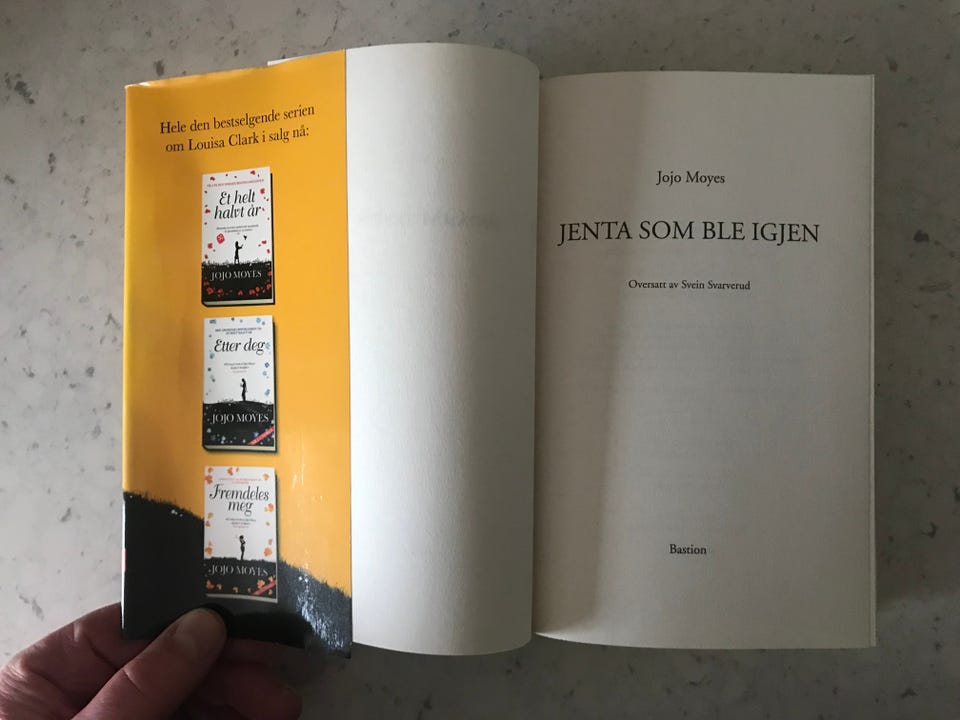 Hele den bestselgende serien
om Louisa Clark i salg nå:
Et helt
halvt år
JOJO MOYES
Etter deg
JOJO MOYES
Fremdeles
meg
JOJO MOYES
Jojo Moyes
JENTA SOM BLE IGJEN
Oversatt av Svein Svarverud
Bastion